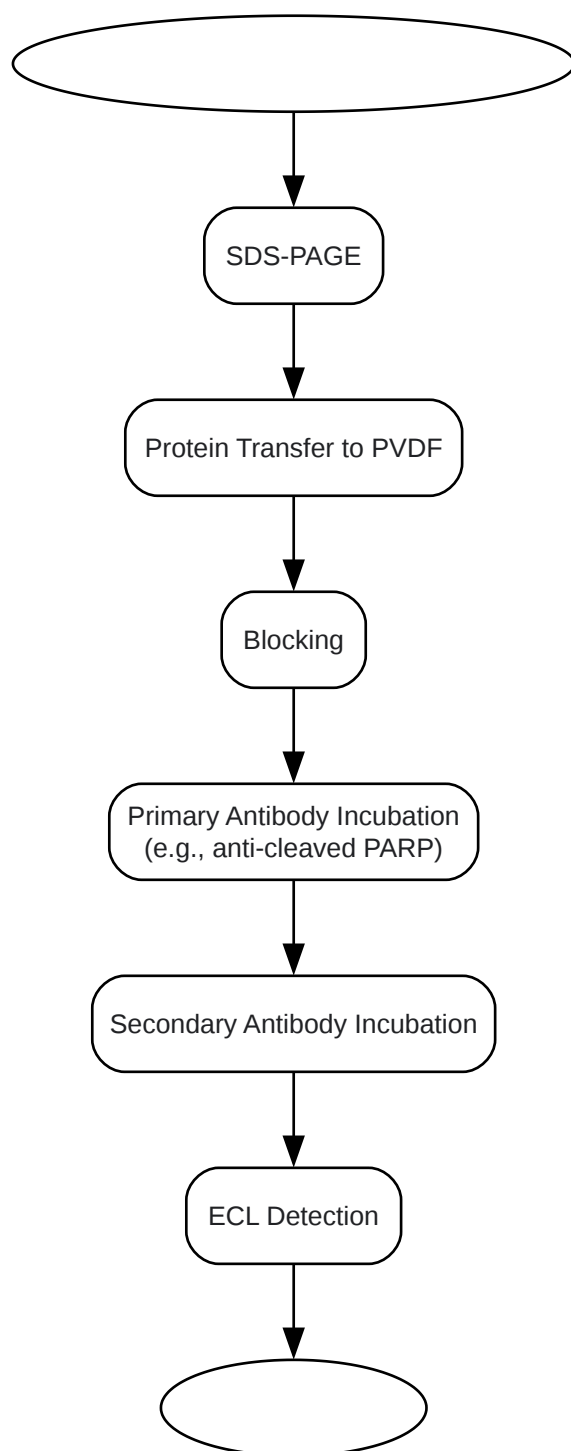 SDS-PAGE
Protein Transfer to PVDF
Blocking
Primary Antibody Incubation
(e.g., anti-cleaved PARP)
Secondary Antibody Incubation
ECL Detection